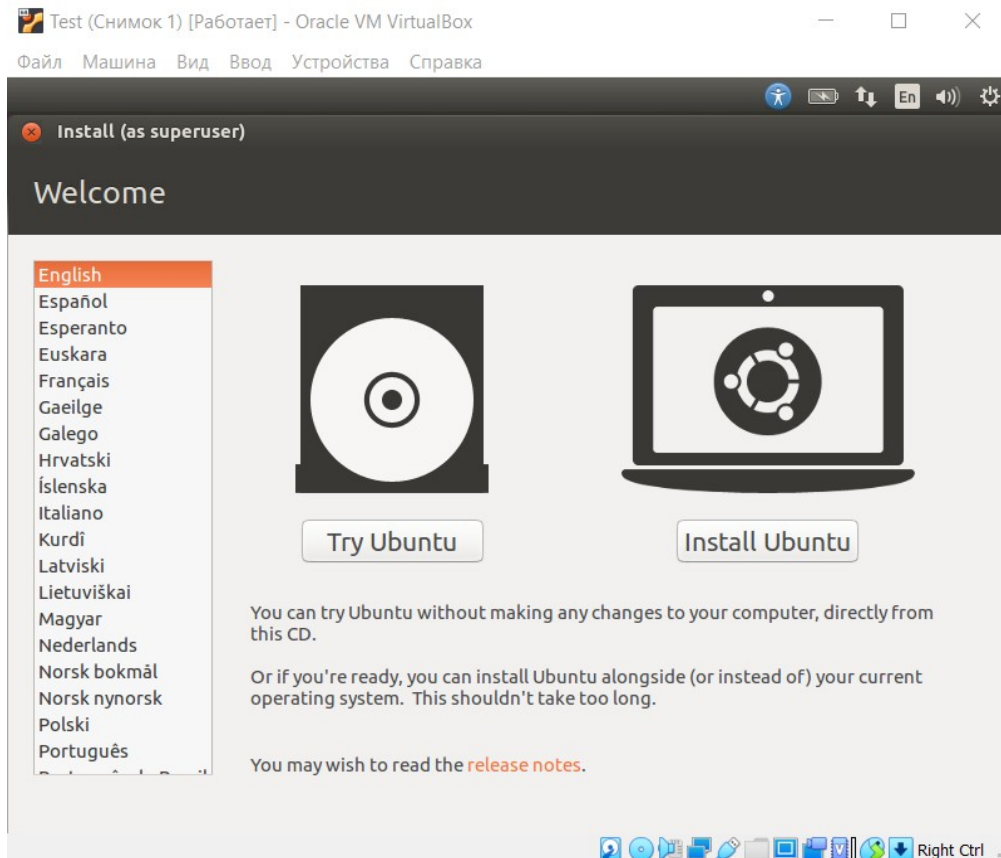 Test (Снимок 1) [Работает] - Oracle VM VirtualBox
Файл Машина Вид Ввод Устройства Справка
En
Install (as superuser)
Welcome
English
Español
Esperanto
Euskara
Français
Gaeilge
Galego
Hrvatski
Íslenska
Italiano
Kurdî
Latviski
Lietuviškai
Magyar
Nederlands
Norsk bokmål
Norsk nynorsk
Polski
Português
Try Ubuntu
Install Ubuntu
You can try Ubuntu without making any changes to your computer, directly from
this CD.
Or if you're ready, you can install Ubuntu alongside (or instead of) your current
operating system. This shouldn't take too long.
You may wish to read the release notes.
Right Ctrl